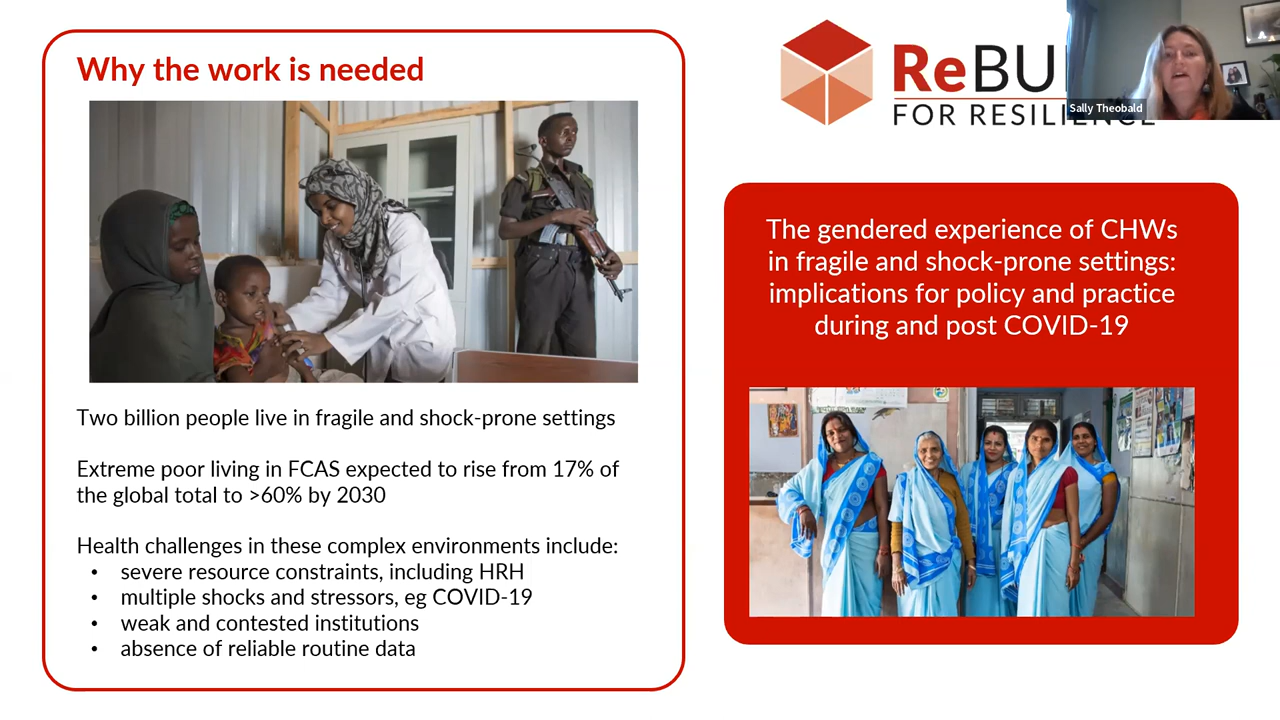 Why the work is needed
Two billion people live in fragile and shock-prone settings
Extreme poor living in FCAS expected to rise from 17% of
the global total to >60% by 2030
Health challenges in these complex environments include:
• severe resource constraints, including HRH
• multiple shocks and stressors, eg COVID-19
• weak and contested institutions
• absence of reliable routine data
ReBU
FOR RESILIENCE
Sally Theobald
The gendered experience of CHWs
in fragile and shock-prone settings:
implications for policy and practice
during and post COVID-19